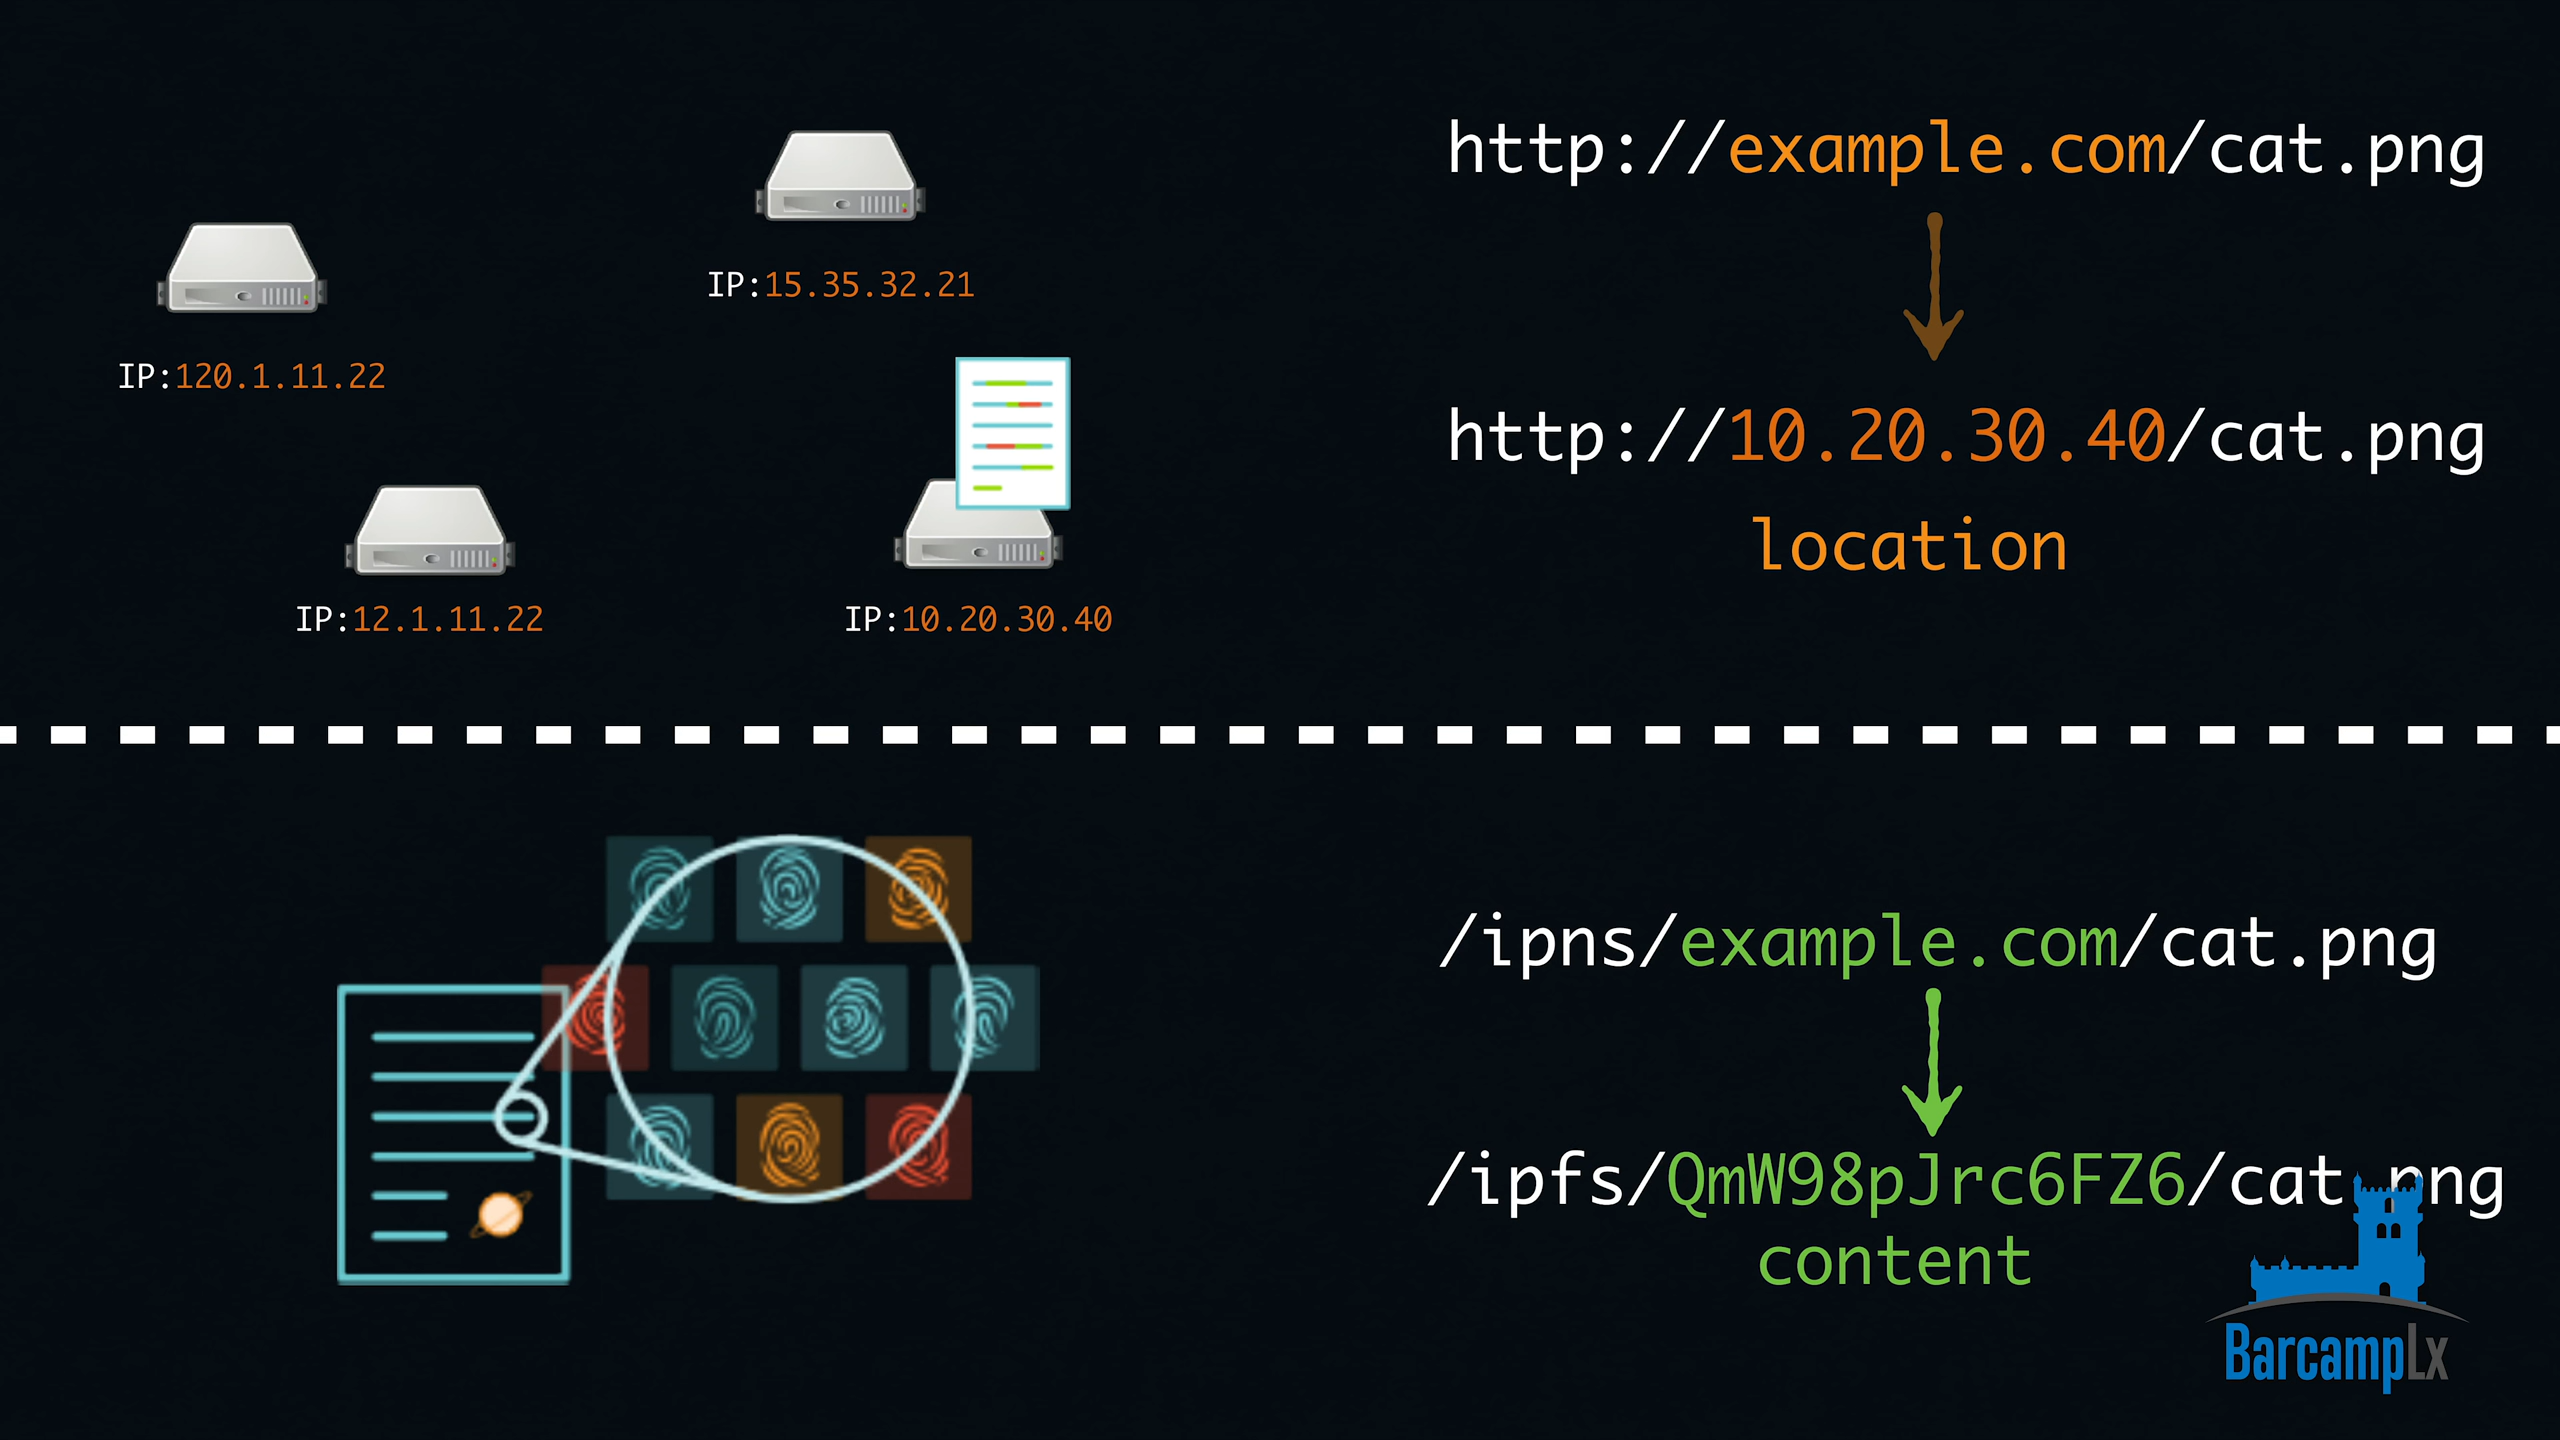 http://example.com/cat.png
IP:15.35.32.21
IP:120.1.11.22
http://10.20.30.40/cat.png
location
IP:12.1.11.22
IP:10.20.30.40
/ipns/example.com/cat.png
/ipfs/QmW98pJrc6FZ6/cat.png
content
BarcampLx